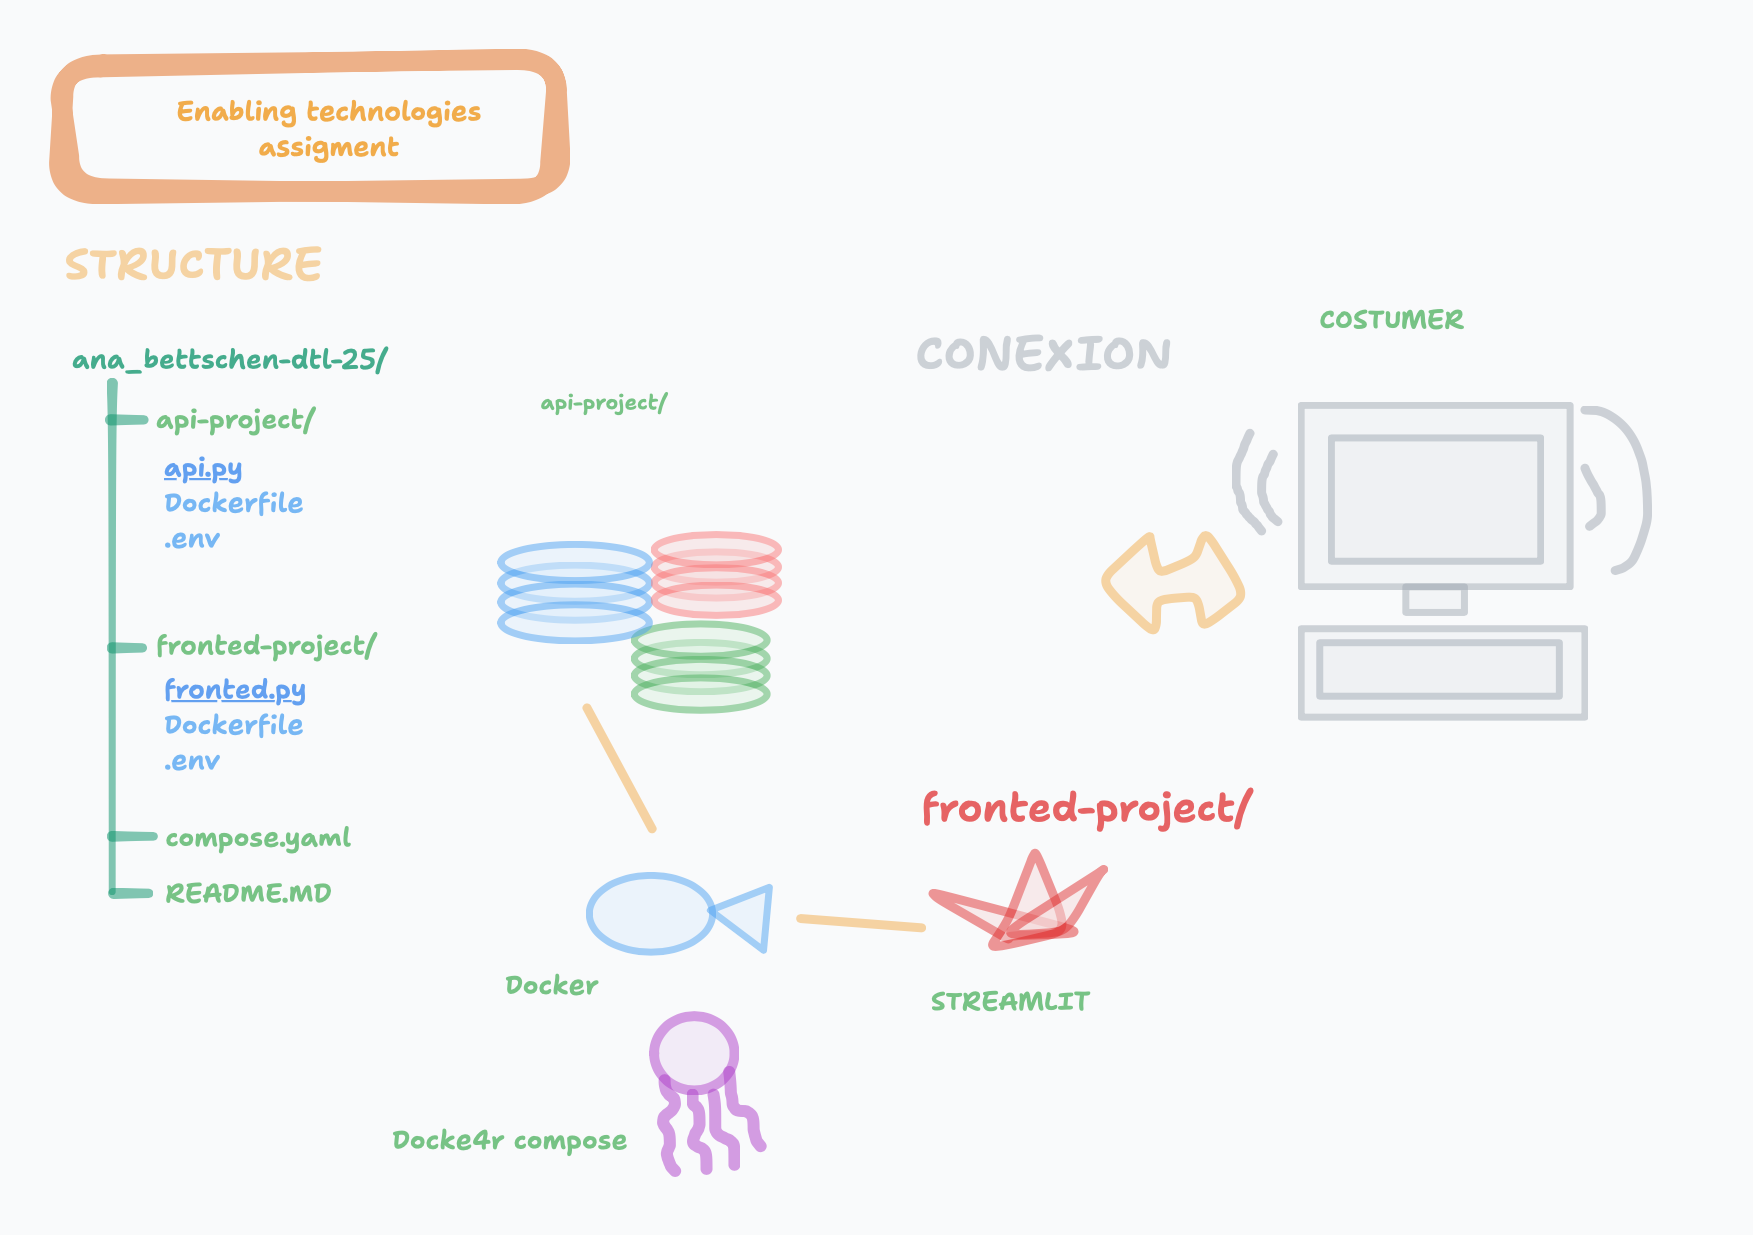 Enabling technologies
assigment
STRUCTURE
ana_bettschen-dtl-25/
api-project/
api.py
Dockerfile
.env
fronted-project/
fronted.py
Dockerfile
.env
compose.yaml
README.MD
api-project/
Docker
Docke4r compose
CONEXION
fronted-project/
STREAMLIT
COSTUMER